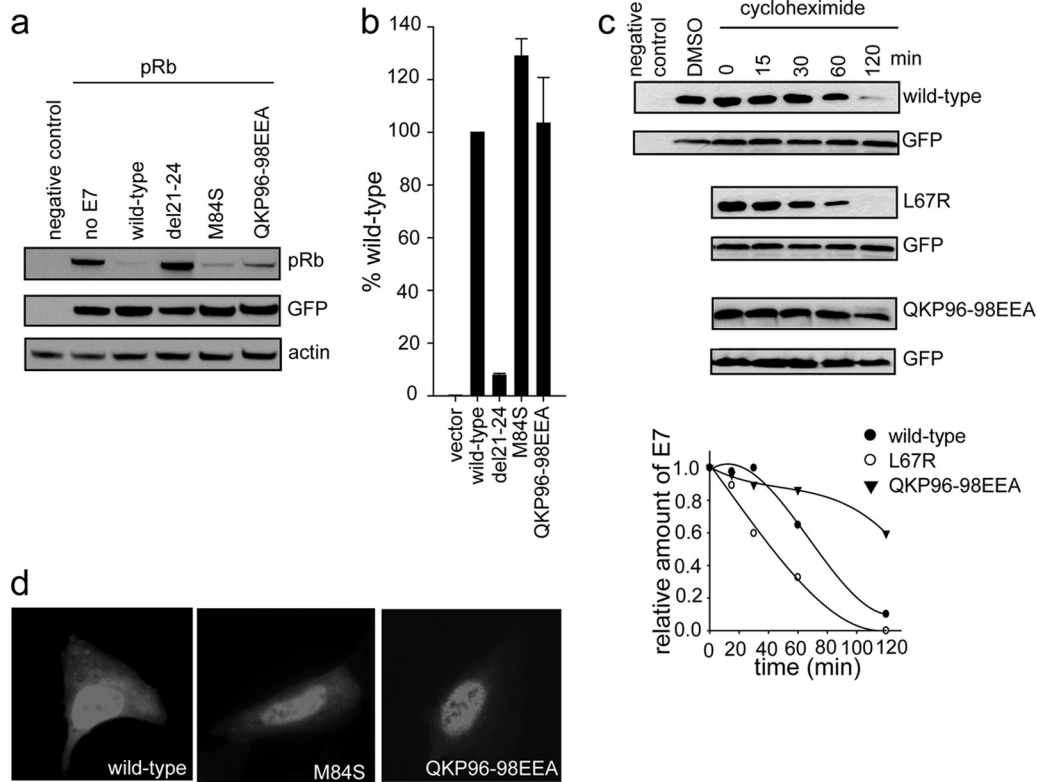 a
pRb
negative control
no E7
wild-type
del21-24
M84S
QKP96-98EEA
pRb
GFP
actin
b
% wild-type
140
120
100
80
60
40
20
0
vector
wild-type
del21-24
M84S
QKP96-98EEA
c
cycloheximide
negative
control
DMSO
0
15
30
60
120
min
wild-type
GFP
L67R
GFP
QKP96-98EEA
GFP
wild-type
L67R
QKP96-98EEA
relative amount of E7
1.0
0.8
0.6
0.4
0.2
0.0
0 20 40 60 80 100 120
time (min)
d
wild-type
M84S
QKP96-98EEA